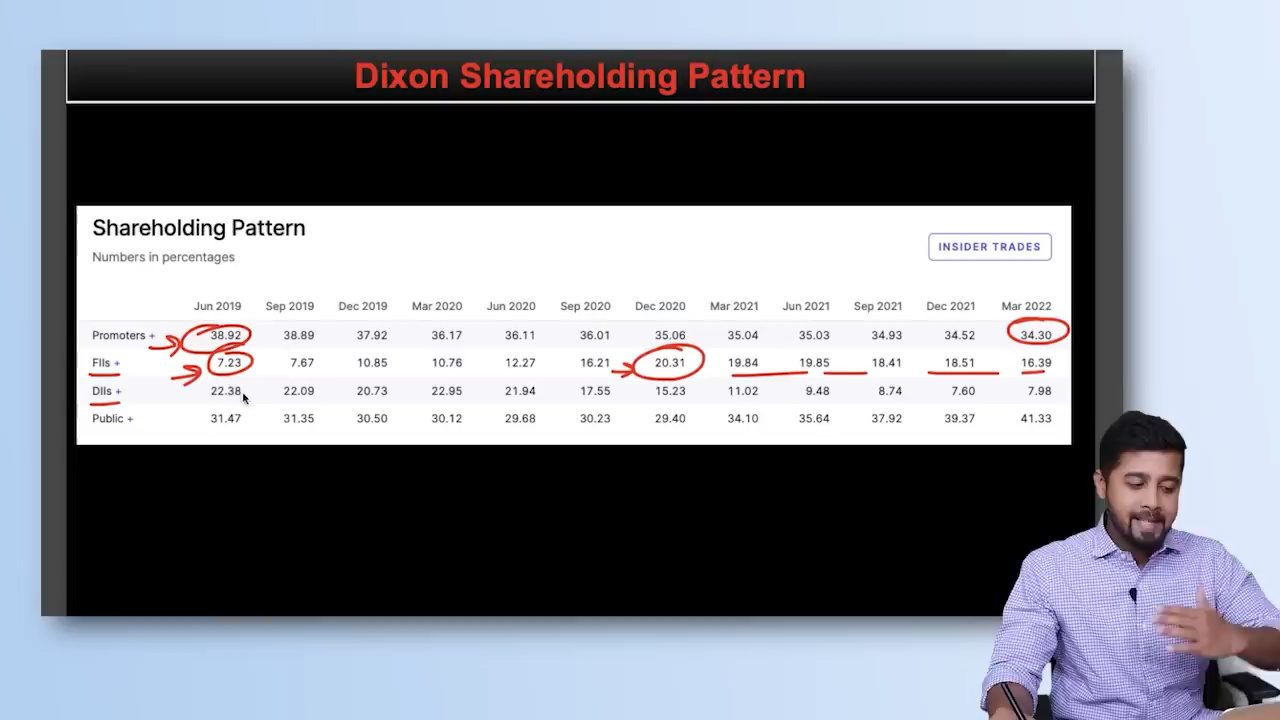 Dixon Shareholding Pattern
Shareholding Pattern
Numbers in percentages
INSIDER TRADES
Jun 2019 Sep 2019 Dec 2019 Mar 2020 Jun 2020 Sep 2020 Dec 2020 Mar 2021 Jun 2021 Sep 2021 Dec 2021 Mar 2022
Promoters + 38.92 38.89 37.92 36.17 36.11 36.01 35.06 35.04 35.03 34.93 34.52 34.30
FIIs + 7.23 7.67 10.85 10.76 12.27 16.21 20.31 19.84 19.85 18.41 18.51 16.39
DIIs + 22.38 22.09 20.73 22.95 21.94 17.55 15.23 11.02 9.48 8.74 7.60 7.98
Public + 31.47 31.35 30.50 30.12 29.68 30.23 29.40 34.10 35.64 37.92 39.37 41.33